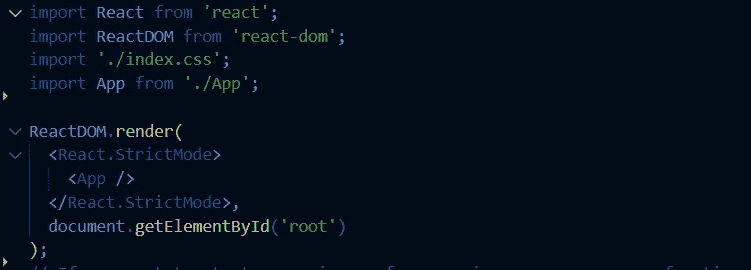 import React from 'react';
import ReactDOM from 'react-dom';
import './index.css';
import App from './App';
ReactDOM.render(
<React.StrictMode>
<App />
</React.StrictMode>,
document.getElementById('root')
);